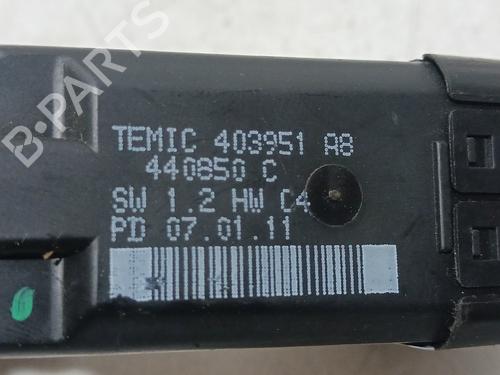 B-PARTS
TEMIC 403951 A8
440850 C
SW 1.2 HW C4
PD 07.01.11